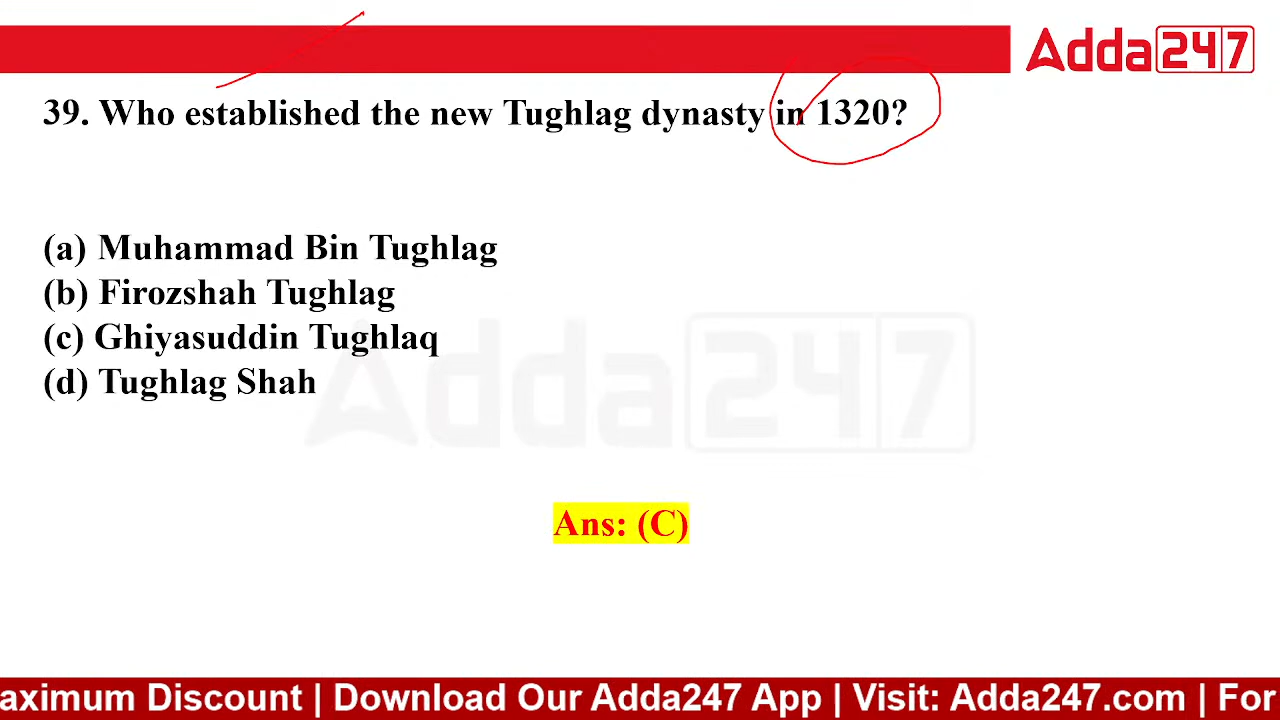 Adda247
39. Who established the new Tughlag dynasty in 1320?
(a) Muhammad Bin Tughlag
(b) Firozshah Tughlag
(c) Ghiyasuddin Tughlaq
(d) Tughlag Shah
Adda247
Ans: (C)
aximum Discount | Download Our Adda247 App | Visit: Adda247.com | For